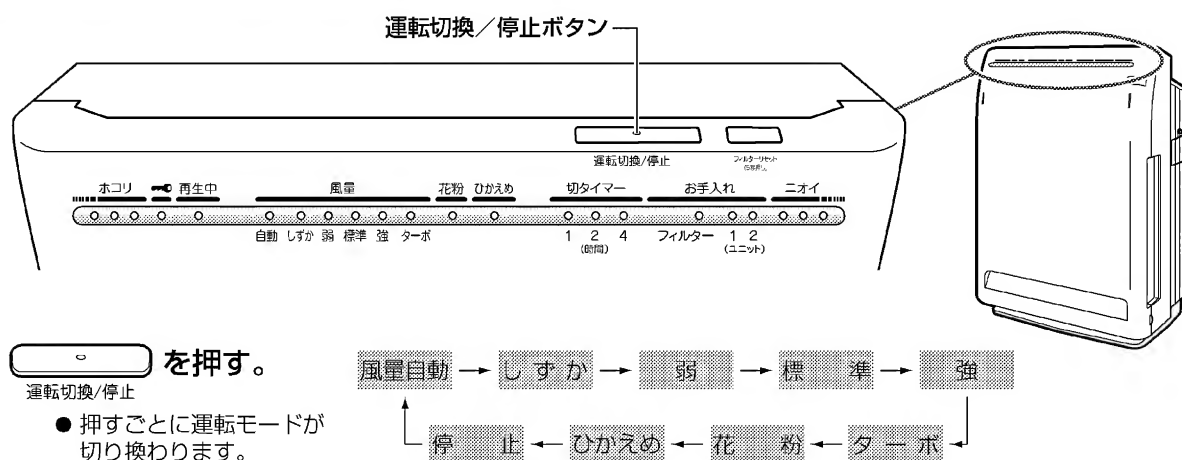 運転切換／停止ボタン
運転切換/停止
フィルターリセット
(5秒押し)
ホコリ 再生中 風量 花粉 ひかえめ 切タイマー お手入れ ニオイ
自動 しずか 弱 標準 強 ターボ 1 2 4 フィルター 1 2
(時間) (ユニット)
を押す。
運転切換/停止
● 押すごとに運転モードが
切り換わります。
風量自動 → しずか → 弱 → 標準 → 強
停止 ← ひかえめ ← 花粉 ← ターボ